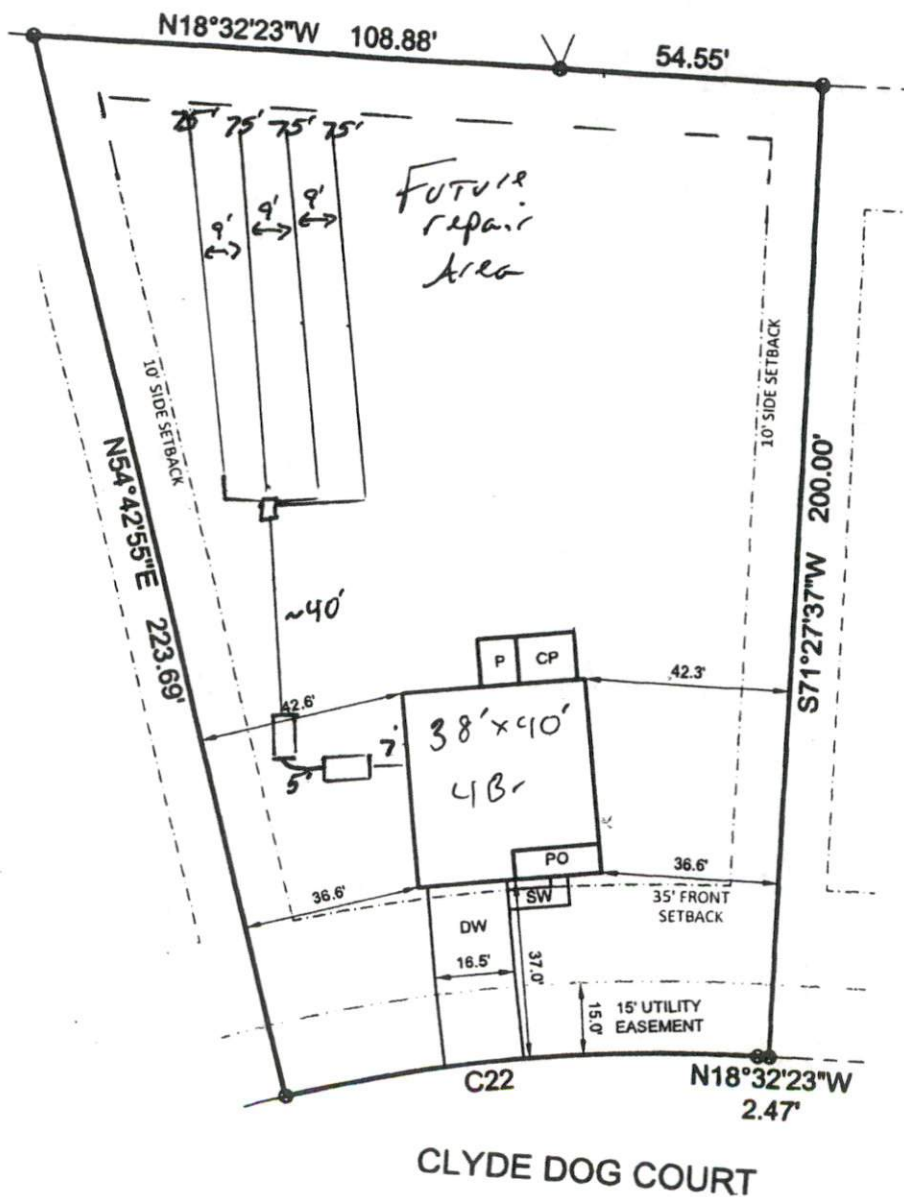 N18°32'23"W 108.88'
54.55'
75' 75' 75' 75'
9' 9' 9'
Future
repair
Area
10' SIDE SETBACK
10' SIDE SETBACK
N54°42'55"E 223.69'
S71°27'37"W 200.00'
~40'
P CP
42.6'
42.3'
38'x40'
4Br
7'
5'
PO
36.6'
36.6'
SW
35' FRONT
SETBACK
DW
16.5'
37.0'
15.0'
15' UTILITY
EASEMENT
C22
N18°32'23"W
2.47'
CLYDE DOG COURT